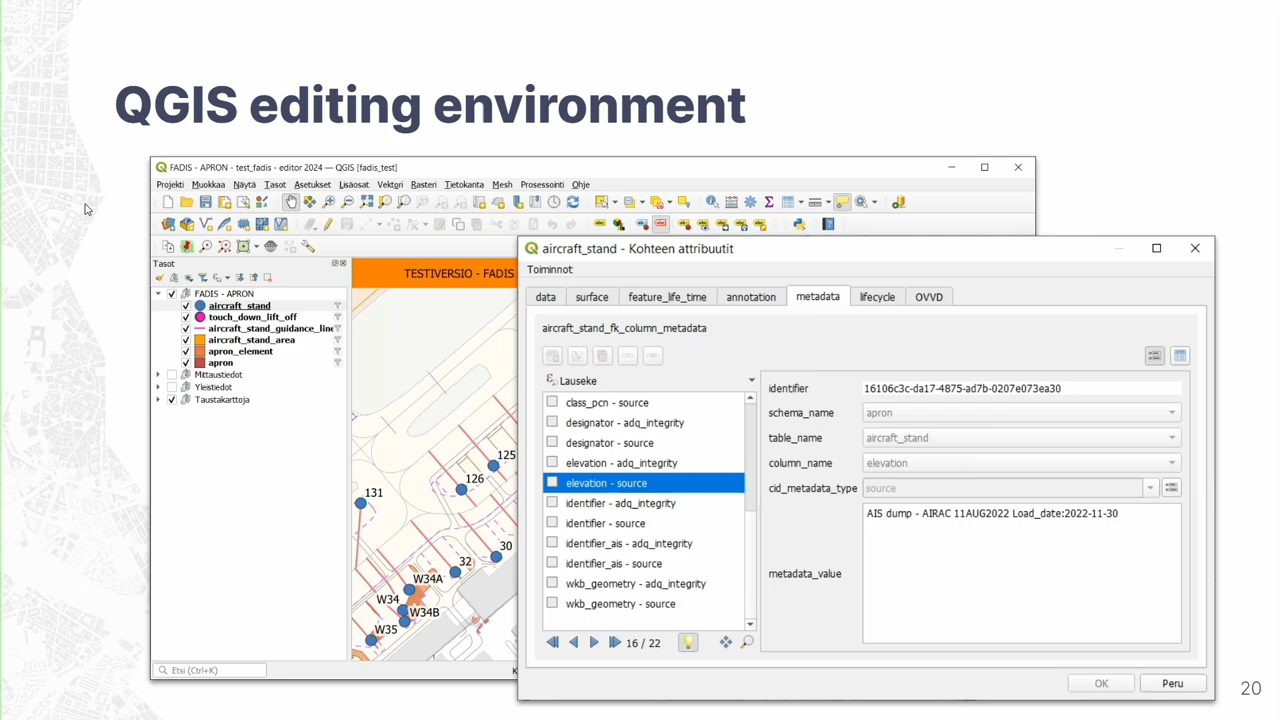 QGIS editing environment
FADIS - APRON - test_fadis - editor 2024 — QGIS [fadis_test]
Projekti Muokkaa Näytä Tasot Asetukset Lisäosat Vektori Rasteri Tietokanta Mesh Prosessointi Ohje
Tasot
FADIS - APRON
aircraft_stand
touch_down_lift_off
aircraft_stand_guidance_line
aircraft_stand_area
apron_element
apron
Mittaustiedot
Yleistiedot
Taustakarttoja
Etsi (Ctrl+K)
TESTIVERSIO - FADIS
125
126
131
30
32
W34A
W34
W34B
W35
K
aircraft_stand - Kohteen attribuutit
Toiminnot
data surface feature_life_time annotation metadata lifecycle OVVD
aircraft_stand_fk_column_metadata
Lauseke
class_pcn - source
designator - adq_integrity
designator - source
elevation - adq_integrity
elevation - source
identifier - adq_integrity
identifier - source
identifier_ais - adq_integrity
identifier_ais - source
wkb_geometry - adq_integrity
wkb_geometry - source
16 / 22
identifier 16106c3c-da17-4875-ad7b-0207e073ea30
schema_name apron
table_name aircraft_stand
column_name elevation
cid_metadata_type source
metadata_value AIS dump - AIRAC 11AUG2022 Load_date:2022-11-30
OK Peru
20